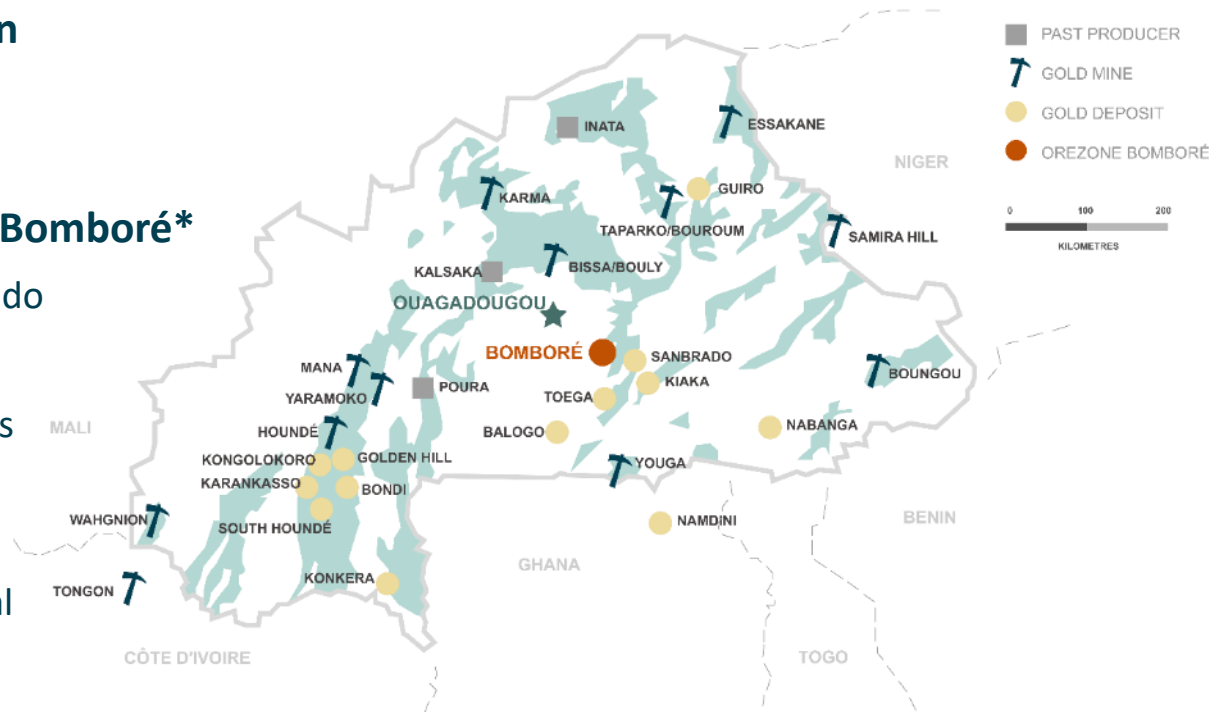 n
Bomboré*
do
s
al
PAST PRODUCER
GOLD MINE
GOLD DEPOSIT
OREZONE BOMBORÉ
0 100 200
KILOMETRES
INATA
ESSAKANE
NIGER
KARMA
GUIRO
TAPARKO/BOUROUM
SAMIRA HILL
BISSA/BOULY
KALSAKA
OUAGADOUGOU
BOMBORÉ
SANBRADO
MANA
KIAKA
BOUNGOU
YARAMOKO
POURA
TOEGA
MALI
HOUNDÉ
BALOGO
NABANGA
KONGOLOKORO
GOLDEN HILL
YOUGA
KARANKASSO
BONDI
WAHGNION
SOUTH HOUNDÉ
NAMDINI
BENIN
GHANA
KONKERA
TONGON
CÔTE D'IVOIRE
TOGO